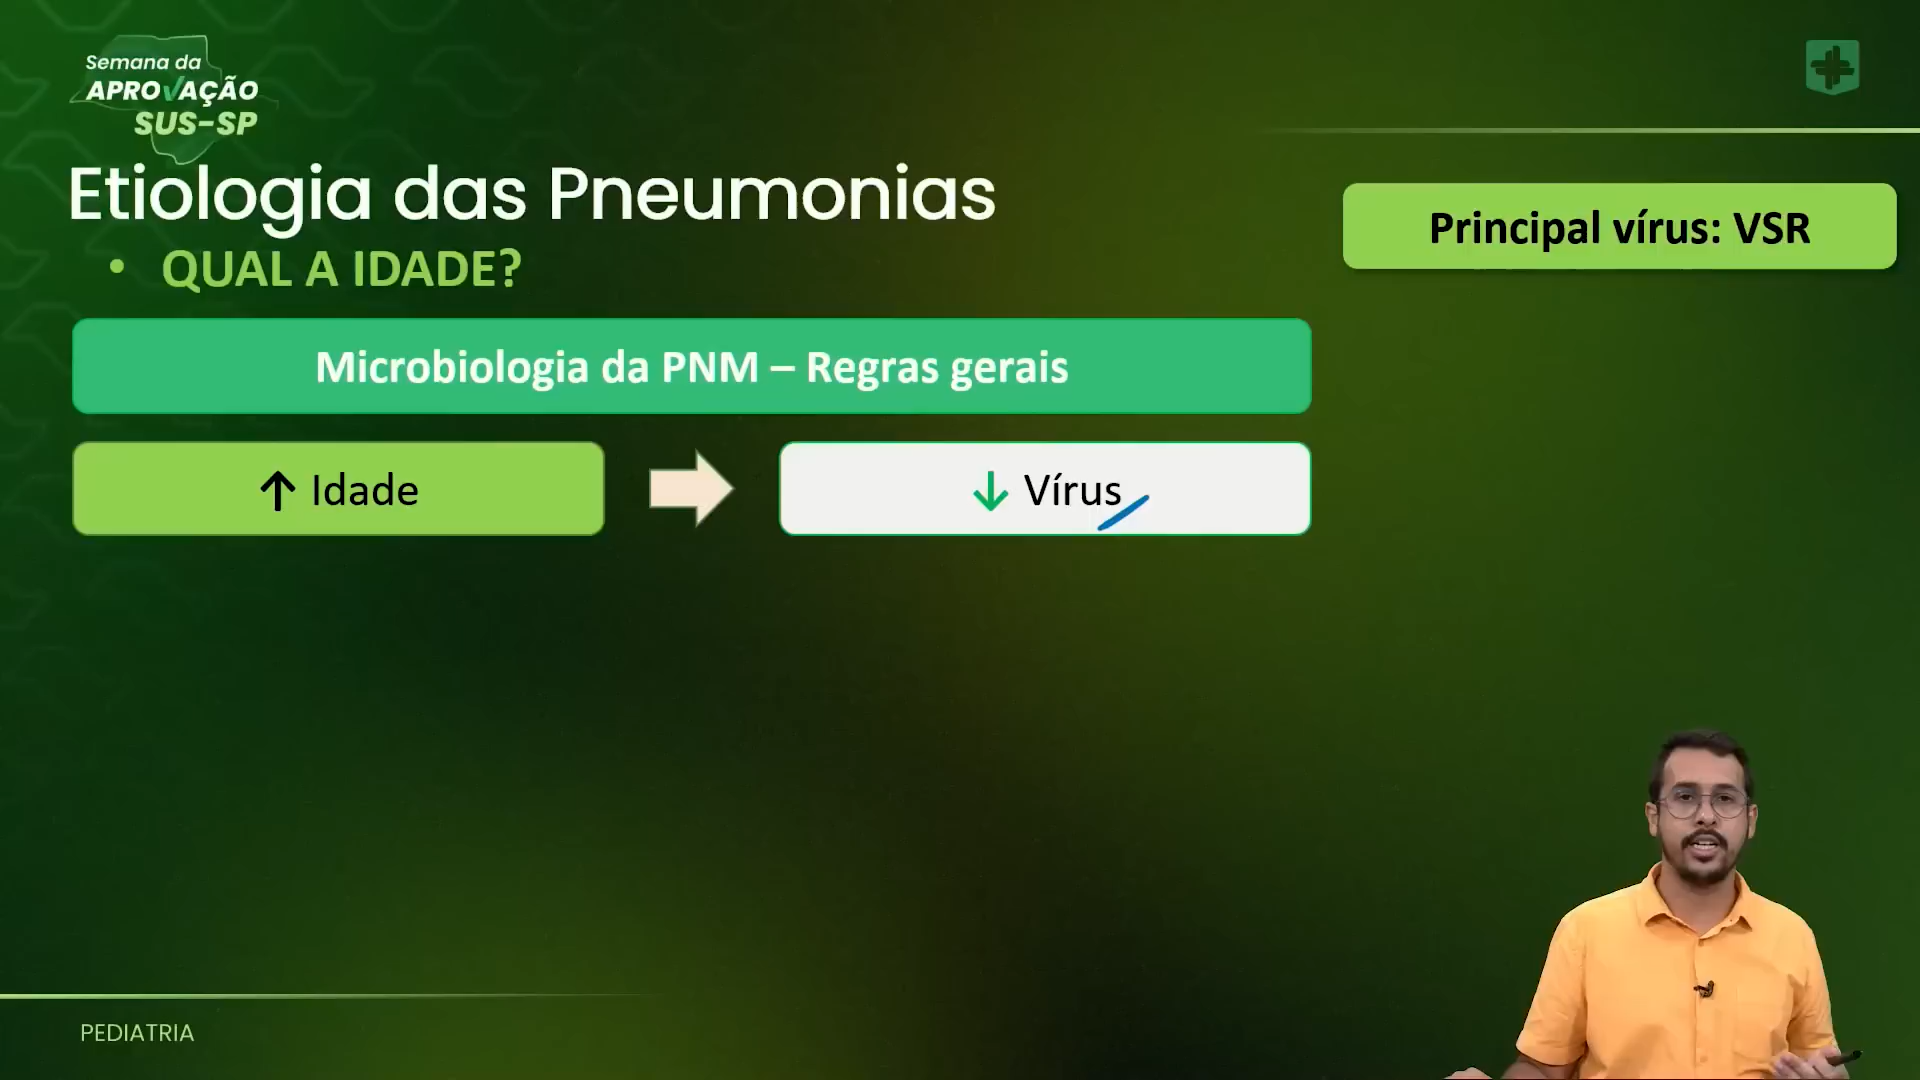 Semana da
APROVAÇÃO
SUS-SP
Etiologia das Pneumonias
• QUAL A IDADE?
Principal vírus: VSR
Microbiologia da PNM – Regras gerais
↑ Idade
↓ Vírus
PEDIATRIA